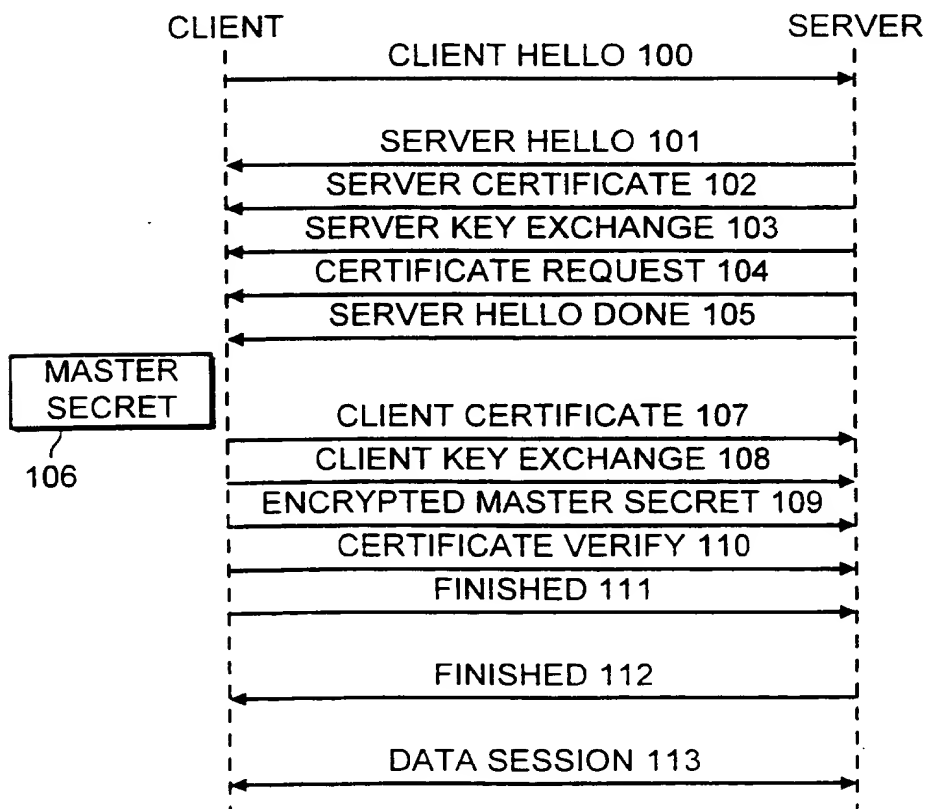 CLIENT
SERVER
CLIENT HELLO 100
SERVER HELLO 101
SERVER CERTIFICATE 102
SERVER KEY EXCHANGE 103
CERTIFICATE REQUEST 104
SERVER HELLO DONE 105
MASTER
SECRET
106
CLIENT CERTIFICATE 107
CLIENT KEY EXCHANGE 108
ENCRYPTED MASTER SECRET 109
CERTIFICATE VERIFY 110
FINISHED 111
FINISHED 112
DATA SESSION 113